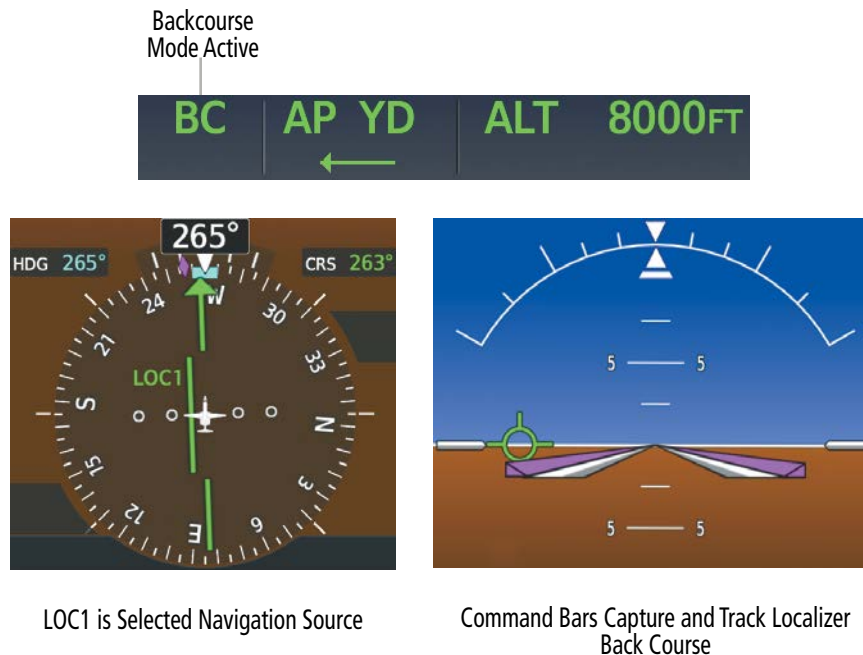 Backcourse
Mode Active
BC AP YD ALT 8000FT
265°
HDG 265° CRS 263°
24 W 30
21 33
LOC1
S N
15 3
12 E 6
5 5
5 5
LOC1 is Selected Navigation Source
Command Bars Capture and Track Localizer
Back Course